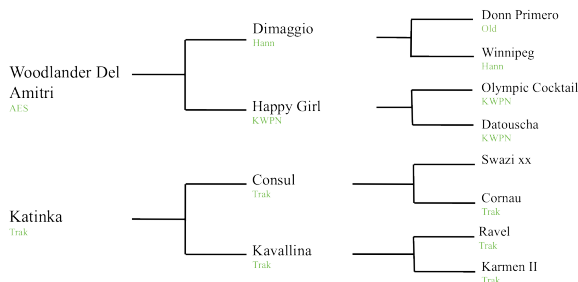 Woodlander Del
Amitri
AES
Dimaggio
Hann
Donn Primero
Old
Winnipeg
Hann
Happy Girl
KWPN
Olympic Cocktail
KWPN
Datouscha
KWPN
Katinka
Trak
Consul
Trak
Swazi xx
Cornau
Trak
Kavallina
Trak
Ravel
Trak
Karmen II
Trak